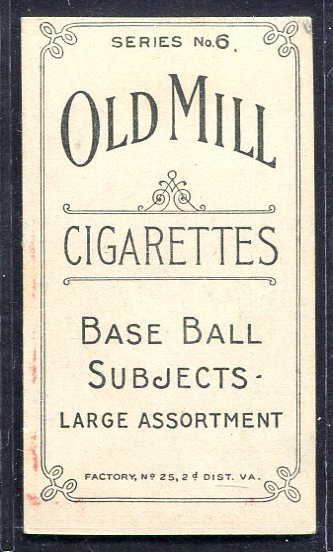 SERIES No. 6.
OLD MILL
CIGARETTES
BASE BALL
SUBJECTS-
LARGE ASSORTMENT
FACTORY, No 25, 2d DIST. VA.